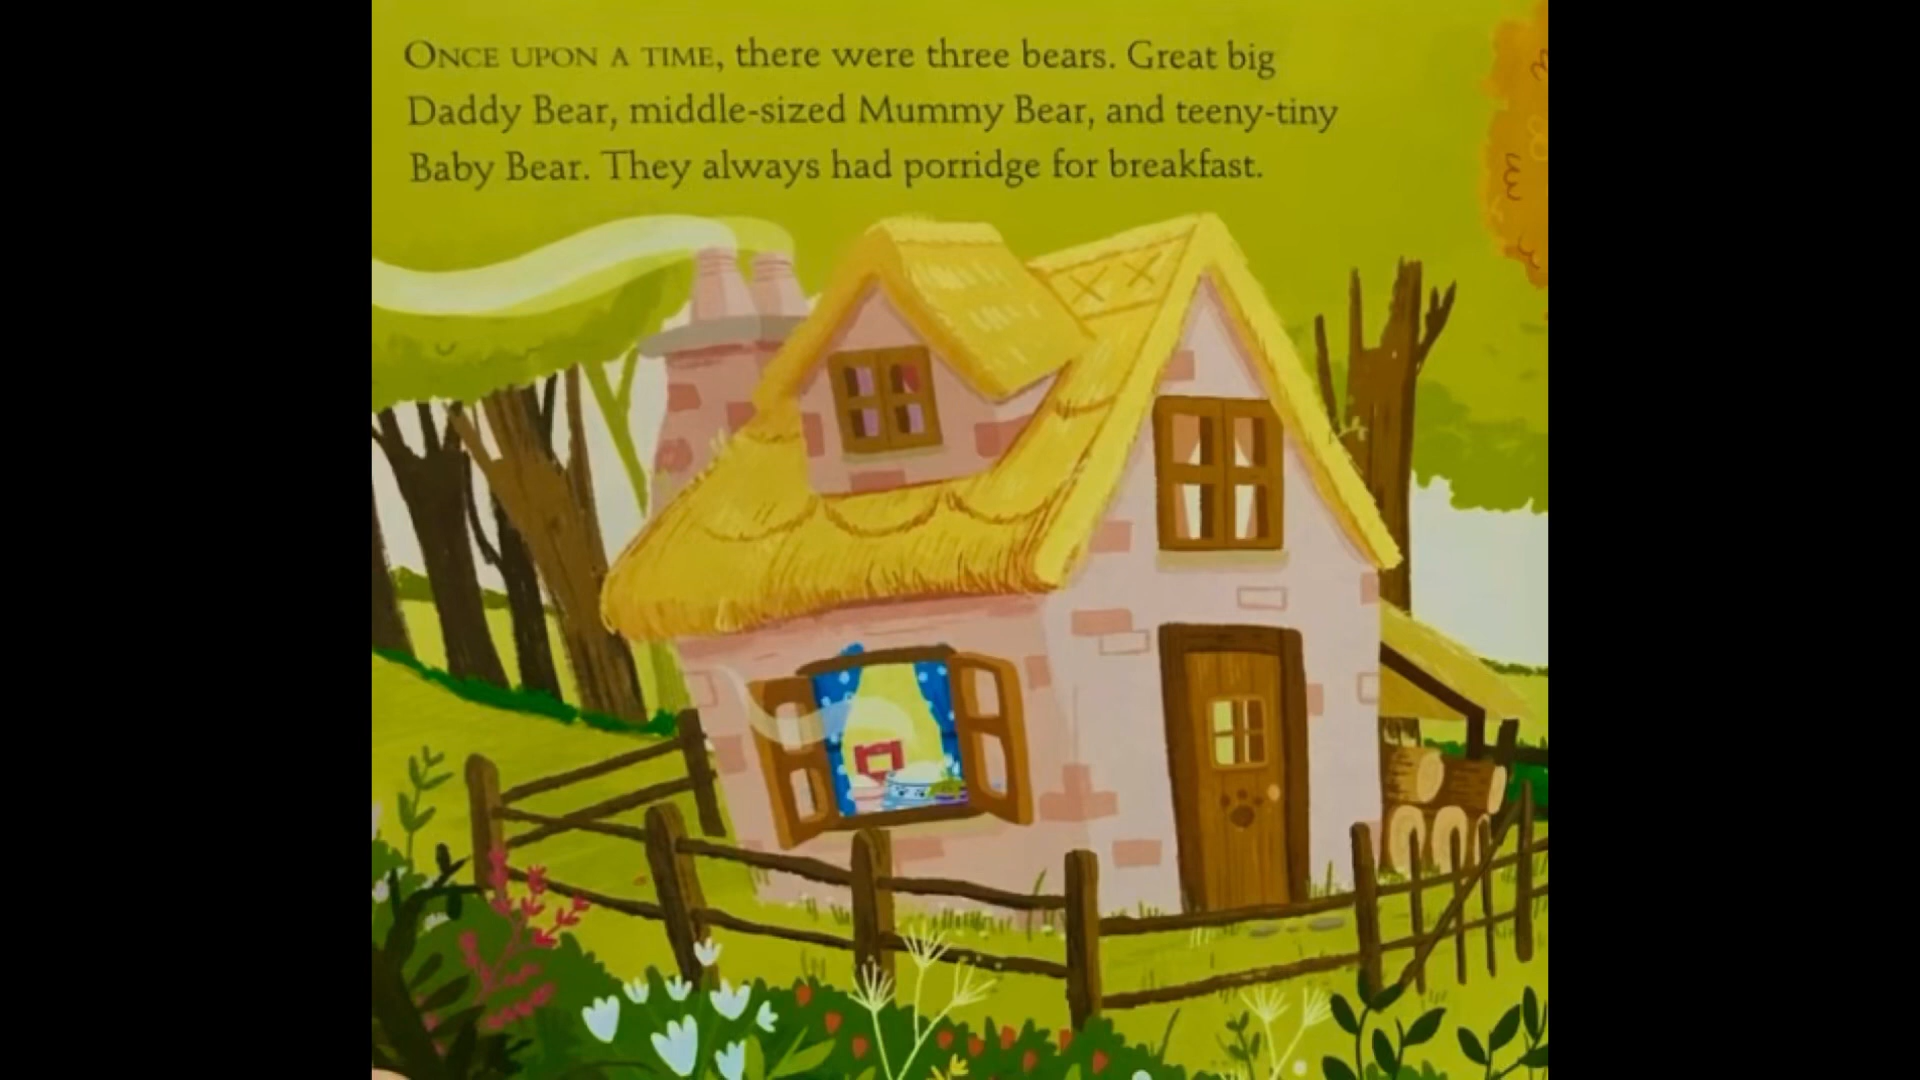 ONCE UPON A TIME, there were three bears. Great big
Daddy Bear, middle-sized Mummy Bear, and teeny-tiny
Baby Bear. They always had porridge for breakfast.